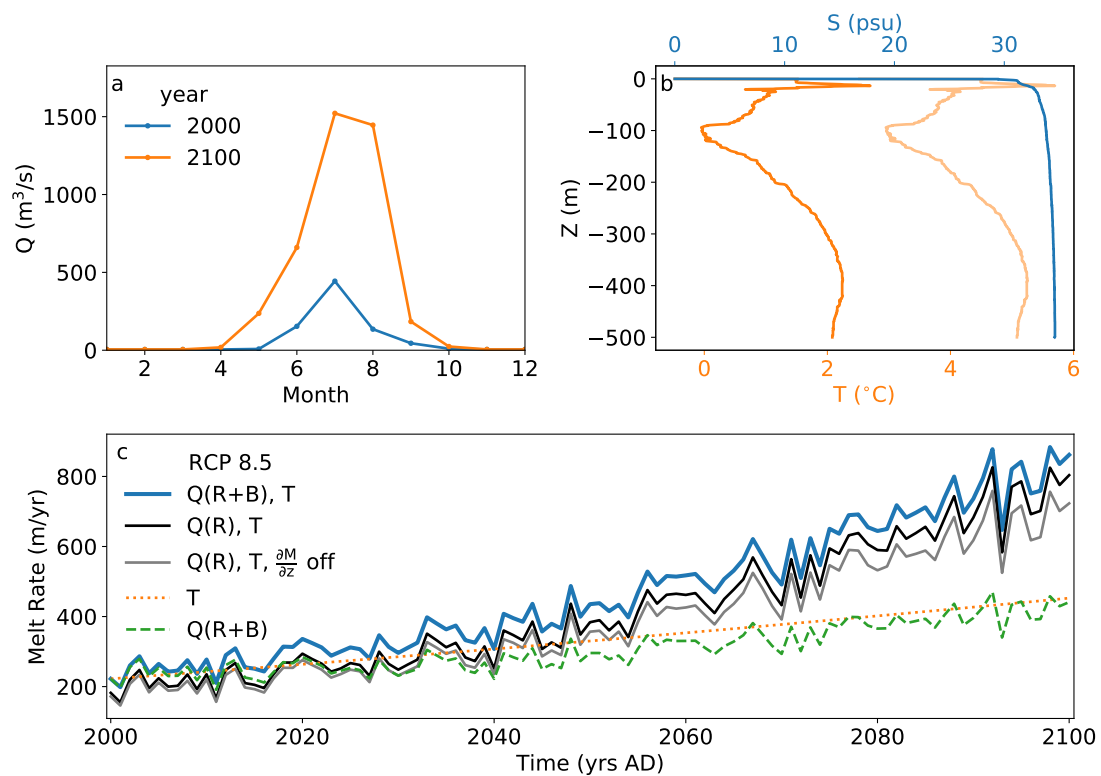 a
year
2000
2100
1500
1000
500
0
Q (m³/s)
2 4 6 8 10 12
Month
S (psu)
0 10 20 30
b
0
−100
−200
−300
−400
−500
Z (m)
0 2 4 6
T (°C)
c
RCP 8.5
Q(R+B), T
Q(R), T
Q(R), T, ∂M/∂z off
T
Q(R+B)
800
600
400
200
Melt Rate (m/yr)
2000 2020 2040 2060 2080 2100
Time (yrs AD)